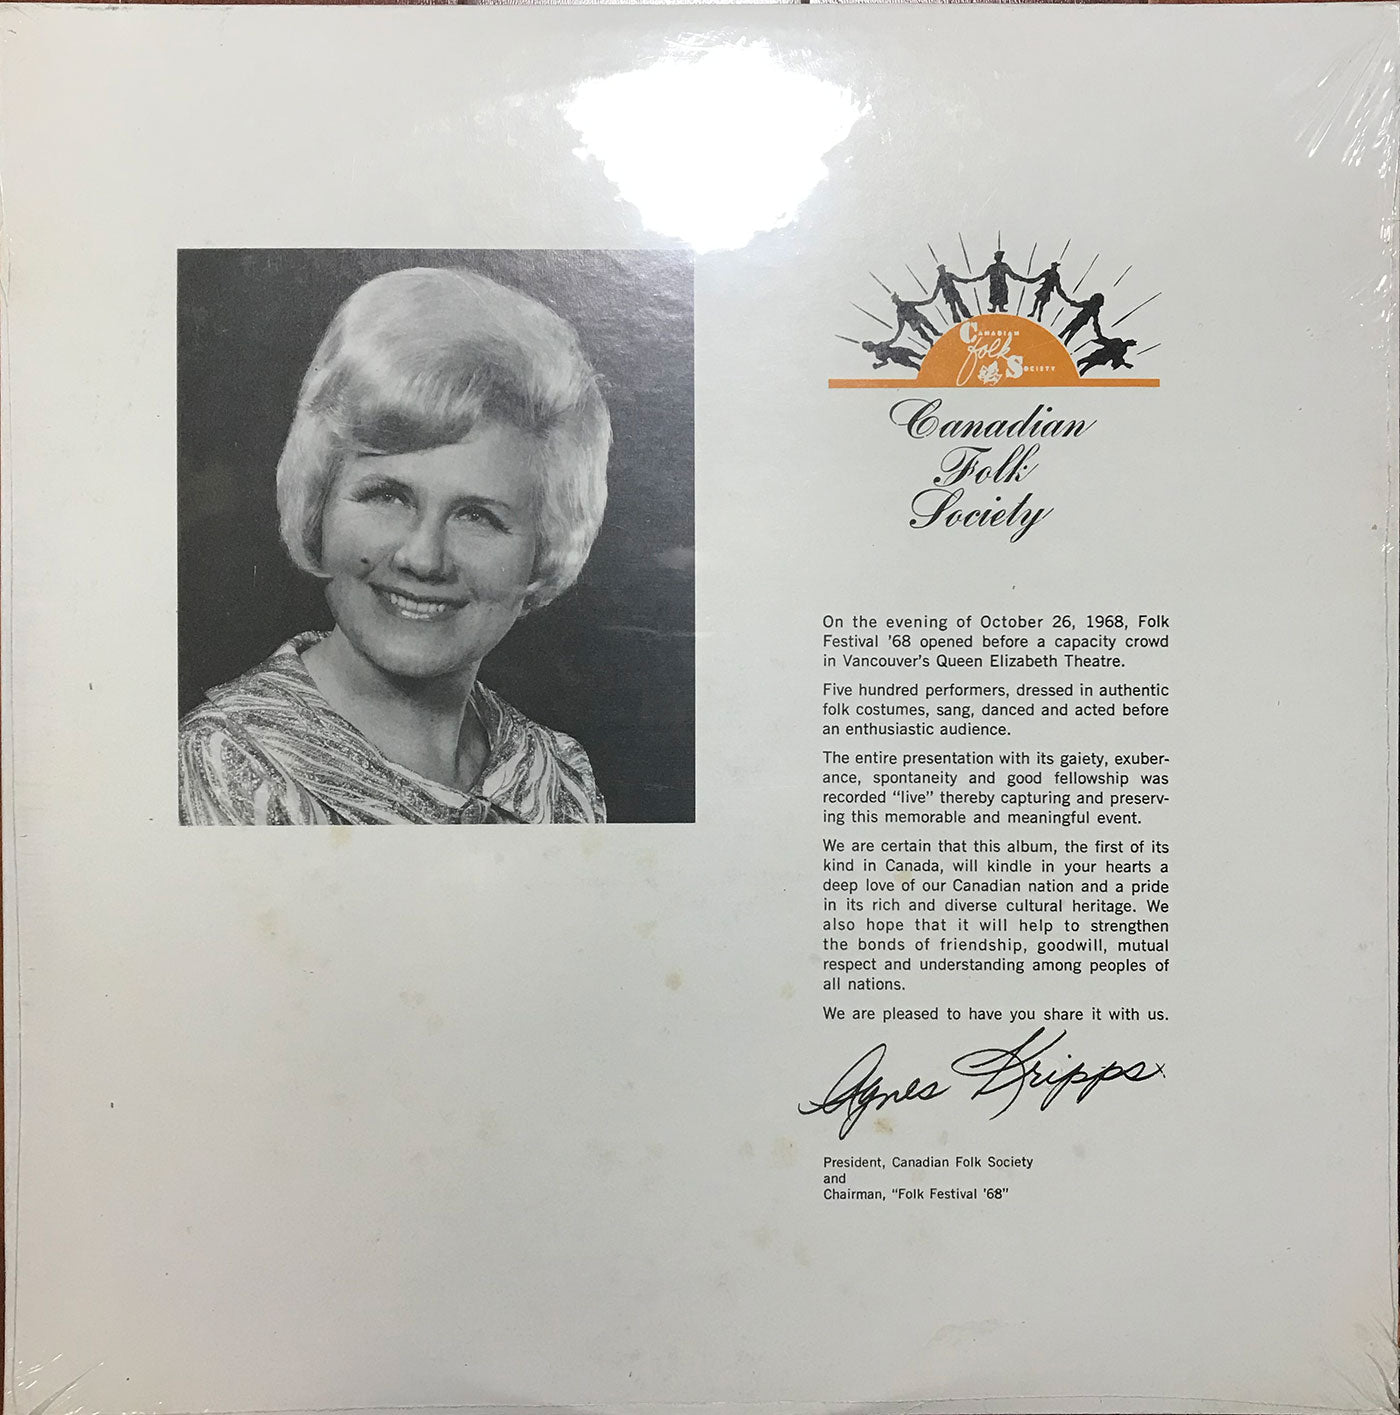 CANADIAN
folk
SOCIETY
Canadian
Folk
Society
On the evening of October 26, 1968, Folk
Festival '68 opened before a capacity crowd
in Vancouver's Queen Elizabeth Theatre.
Five hundred performers, dressed in authentic
folk costumes, sang, danced and acted before
an enthusiastic audience.
The entire presentation with its gaiety, exuber-
ance, spontaneity and good fellowship was
recorded "live" thereby capturing and preserv-
ing this memorable and meaningful event.
We are certain that this album, the first of its
kind in Canada, will kindle in your hearts a
deep love of our Canadian nation and a pride
in its rich and diverse cultural heritage. We
also hope that it will help to strengthen
the bonds of friendship, goodwill, mutual
respect and understanding among peoples of
all nations.
We are pleased to have you share it with us.
Agnes Kripps
President, Canadian Folk Society
and
Chairman, "Folk Festival '68"